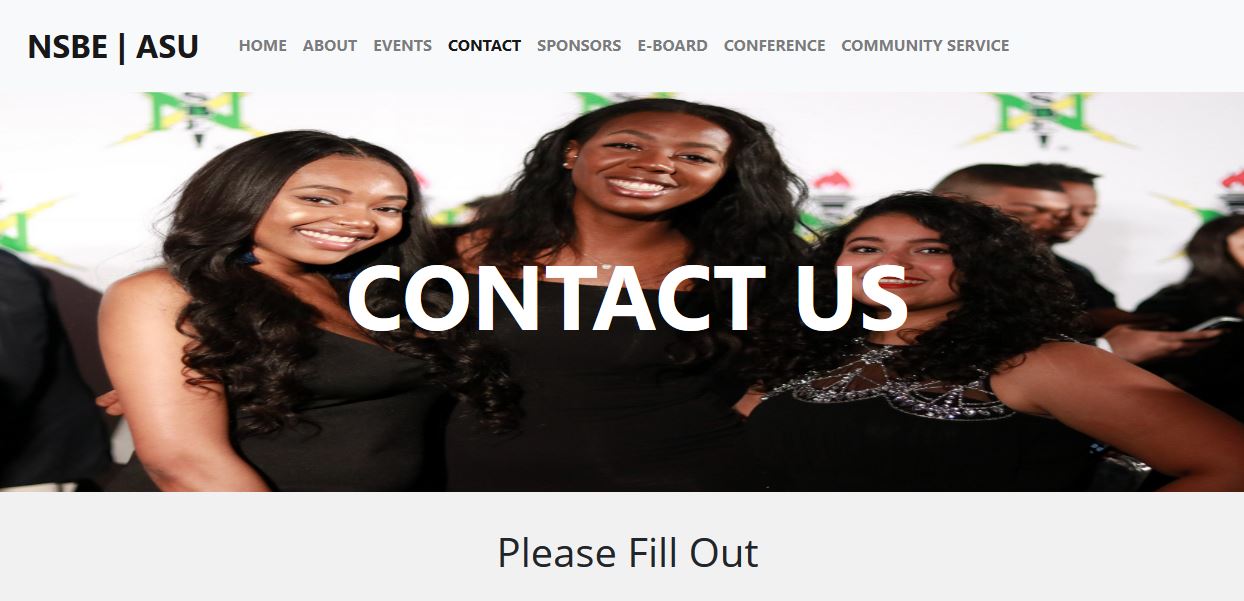 NSBE | ASU HOME ABOUT EVENTS CONTACT SPONSORS E-BOARD CONFERENCE COMMUNITY SERVICE
CONTACT US
Please Fill Out